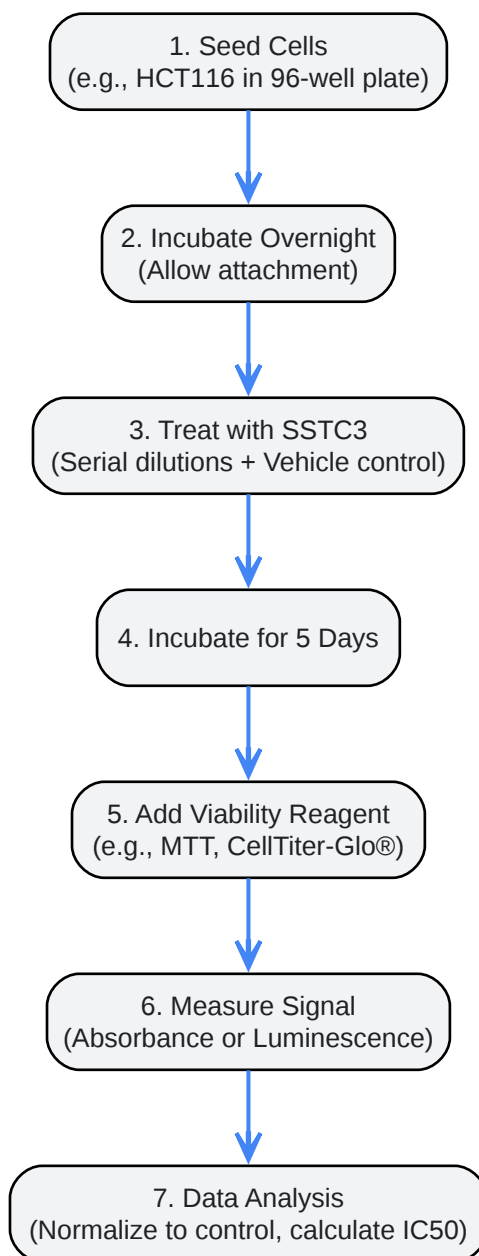 1. Seed Cells
(e.g., HCT116 in 96-well plate)
2. Incubate Overnight
(Allow attachment)
3. Treat with SSTC3
(Serial dilutions + Vehicle control)
4. Incubate for 5 Days
5. Add Viability Reagent
(e.g., MTT, CellTiter-Glo®)
6. Measure Signal
(Absorbance or Luminescence)
7. Data Analysis
(Normalize to control, calculate IC50)